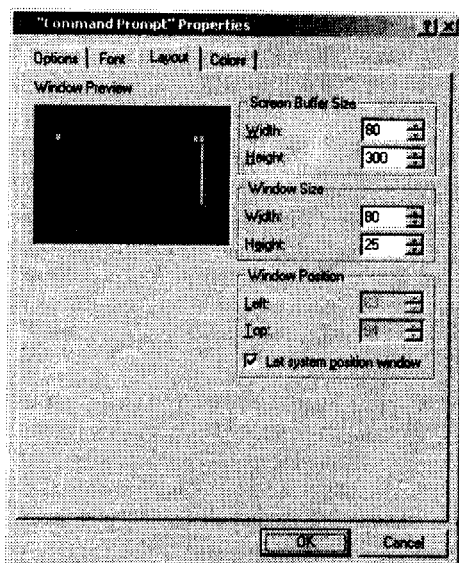 "Command Prompt" Properties
Options Font Layout Colors
Window Preview
Screen Buffer Size
Width: 80
Height: 300
Window Size
Width: 80
Height: 25
Window Position
Left:
Top:
Let system position window
OK Cancel